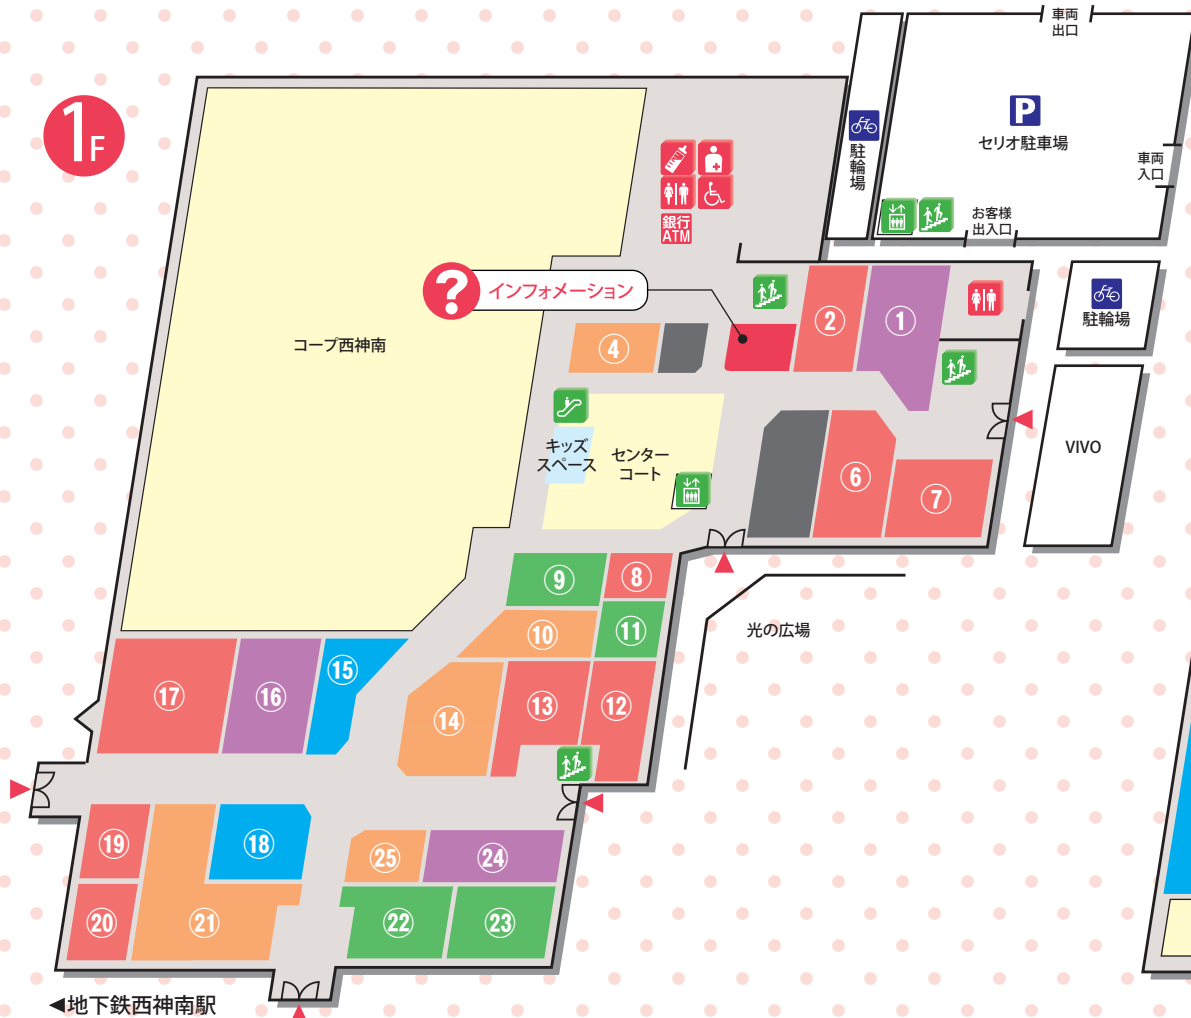 1F
車両
出口
P
セリオ駐車場
駐輪場
車両
入口
お客様
出入口
銀行
ATM
?
インフォメーション
②
①
駐輪場
コープ西神南
④
キッズ
スペース
センター
コート
VIVO
⑥
⑦
⑨
⑧
⑩
⑪
光の広場
⑰
⑯
⑮
⑭
⑬
⑫
⑲
⑱
㉕
㉔
⑳
㉑
㉒
㉓
◀地下鉄西神南駅